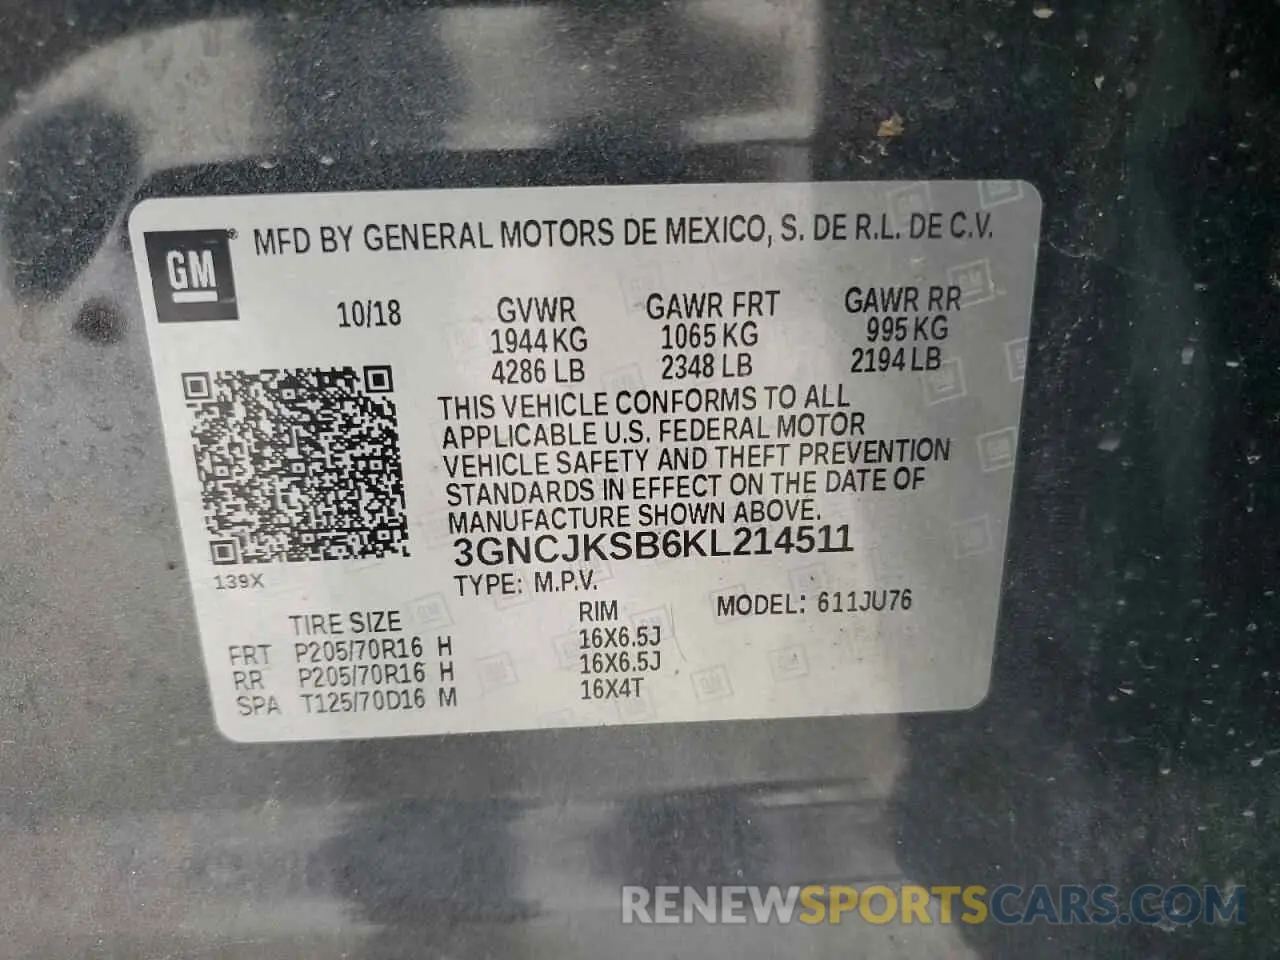 GM
MFD BY GENERAL MOTORS DE MEXICO, S. DE R.L. DE C.V.
10/18 GVWR GAWR FRT GAWR RR
1944 KG 1065 KG 995 KG
4286 LB 2348 LB 2194 LB
THIS VEHICLE CONFORMS TO ALL
APPLICABLE U.S. FEDERAL MOTOR
VEHICLE SAFETY AND THEFT PREVENTION
STANDARDS IN EFFECT ON THE DATE OF
MANUFACTURE SHOWN ABOVE.
3GNCJKSB6KL214511
139X
TYPE: M.P.V.
TIRE SIZE RIM MODEL: 611JU76
FRT P205/70R16 H 16X6.5J
RR P205/70R16 H 16X6.5J
SPA T125/70D16 M 16X4T
RENEWSPORTSCARS.COM